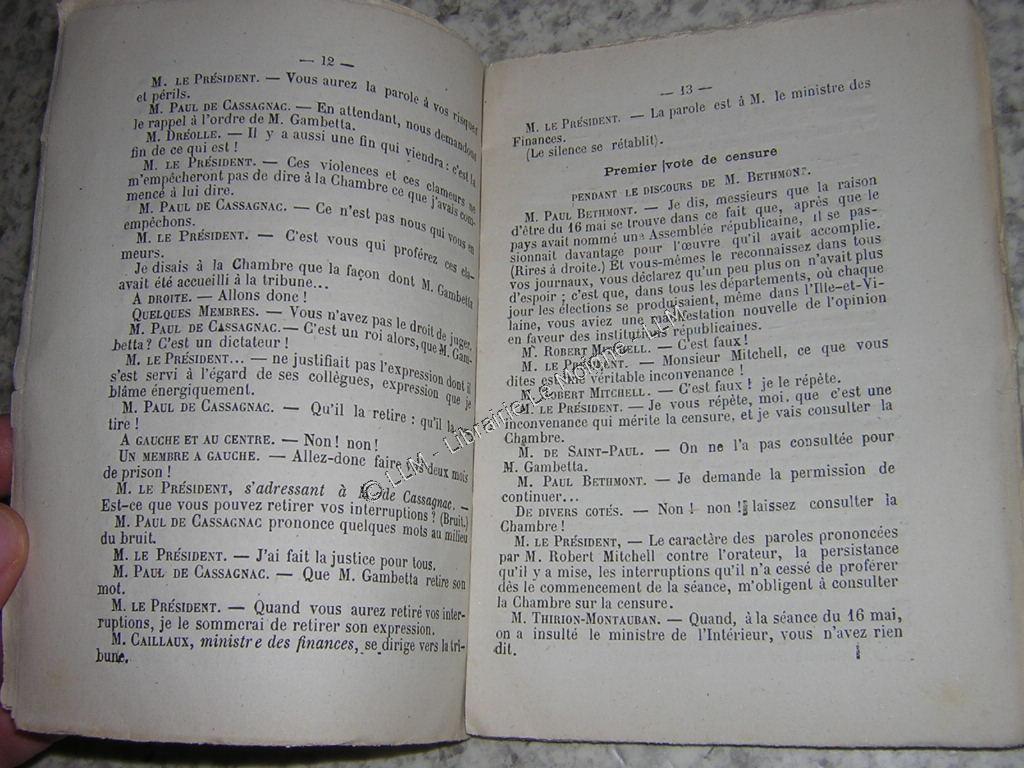 — 12 —
M. LE PRÉSIDENT. — Vous aurez la parole à vos risques
et périls.
M. PAUL DE CASSAGNAC. — En attendant, nous demandons
le rappel à l'ordre de M. Gambetta.
M. DRÉOLLE. — Il y a aussi une fin qui viendra : c'est la
fin de ce qui est !
M. LE PRÉSIDENT. — Ces violences et ces clameurs ne
m'empêcheront pas de dire à la Chambre ce que j'avais com-
mencé à lui dire.
M. PAUL DE CASSAGNAC. — Ce n'est pas nous qui vous en
empêchons.
M. LE PRÉSIDENT. — C'est vous qui proférez ces cla-
meurs.
Je disais à la Chambre que la façon dont M. Gambetta
avait été accueilli à la tribune...
A DROITE. — Allons donc !
QUELQUES MEMBRES. — Vous n'avez pas le droit de juger.
M. PAUL DE CASSAGNAC. — C'est un roi alors, que M. Gam-
betta ? C'est un dictateur !
M. LE PRÉSIDENT... — ne justifiait pas l'expression dont il
s'est servi à l'égard de ses collègues, expression que je
blâme énergiquement.
M. PAUL DE CASSAGNAC. — Qu'il la retire : qu'il la
tire !
A GAUCHE ET AU CENTRE. — Non ! non !
UN MEMBRE A GAUCHE. — Allez-donc faire deux mois
de prison !
M. LE PRÉSIDENT, s'adressant à M. de Cassagnac. —
Est-ce que vous pouvez retirer vos interruptions ? (Bruit.)
M. PAUL DE CASSAGNAC prononce quelques mots au milieu
du bruit.
M. LE PRÉSIDENT. — J'ai fait la justice pour tous.
M. PAUL DE CASSAGNAC. — Que M. Gambetta retire son
mot.
M. LE PRÉSIDENT. — Quand vous aurez retiré vos inter-
ruptions, je le sommerai de retirer son expression.
M. CAILLAUX, ministre des finances, se dirige vers la tri-
bune.
— 13 —
M. LE PRÉSIDENT. — La parole est à M. le ministre des
Finances.
(Le silence se rétablit).
Premier vote de censure
PENDANT LE DISCOURS DE M. BETHMONT.
M. PAUL BETHMONT. — Je dis, messieurs que la raison
d'être du 16 mai se trouve dans ce fait que, après que le
pays avait nommé une Assemblée républicaine, il se pas-
sionnait davantage pour l'œuvre qu'il avait accomplie.
(Rires à droite.) Et vous-mêmes le reconnaissez dans tous
vos journaux, vous déclarez qu'un peu plus on n'avait plus
d'espoir ; c'est que, dans tous les départements, où chaque
jour les élections se produisaient, même dans l'Ille-et-Vi-
laine, vous aviez une manifestation nouvelle de l'opinion
en faveur des institutions républicaines.
M. ROBERT MITCHELL. — C'est faux !
M. LE PRÉSIDENT. — Monsieur Mitchell, ce que vous
dites est une véritable inconvenance !
M. ROBERT MITCHELL. — C'est faux ! je le répète.
M. LE PRÉSIDENT. — Je vous répète, moi, que c'est une
inconvenance qui mérite la censure, et je vais consulter la
Chambre.
M. DE SAINT-PAUL. — On ne l'a pas consultée pour
M. Gambetta.
M. PAUL BETHMONT. — Je demande la permission de
continuer...
DE DIVERS COTÉS. — Non ! non ! laissez consulter la
Chambre !
M. LE PRÉSIDENT, — Le caractère des paroles prononcées
par M. Robert Mitchell contre l'orateur, la persistance
qu'il y a mise, les interruptions qu'il n'a cessé de proférer
dès le commencement de la séance, m'obligent à consulter
la Chambre sur la censure.
M. THIRION-MONTAUBAN. — Quand, à la séance du 16 mai,
on a insulté le ministre de l'Intérieur, vous n'avez rien
dit.
© LLM - Librairie Le Moine - LLM